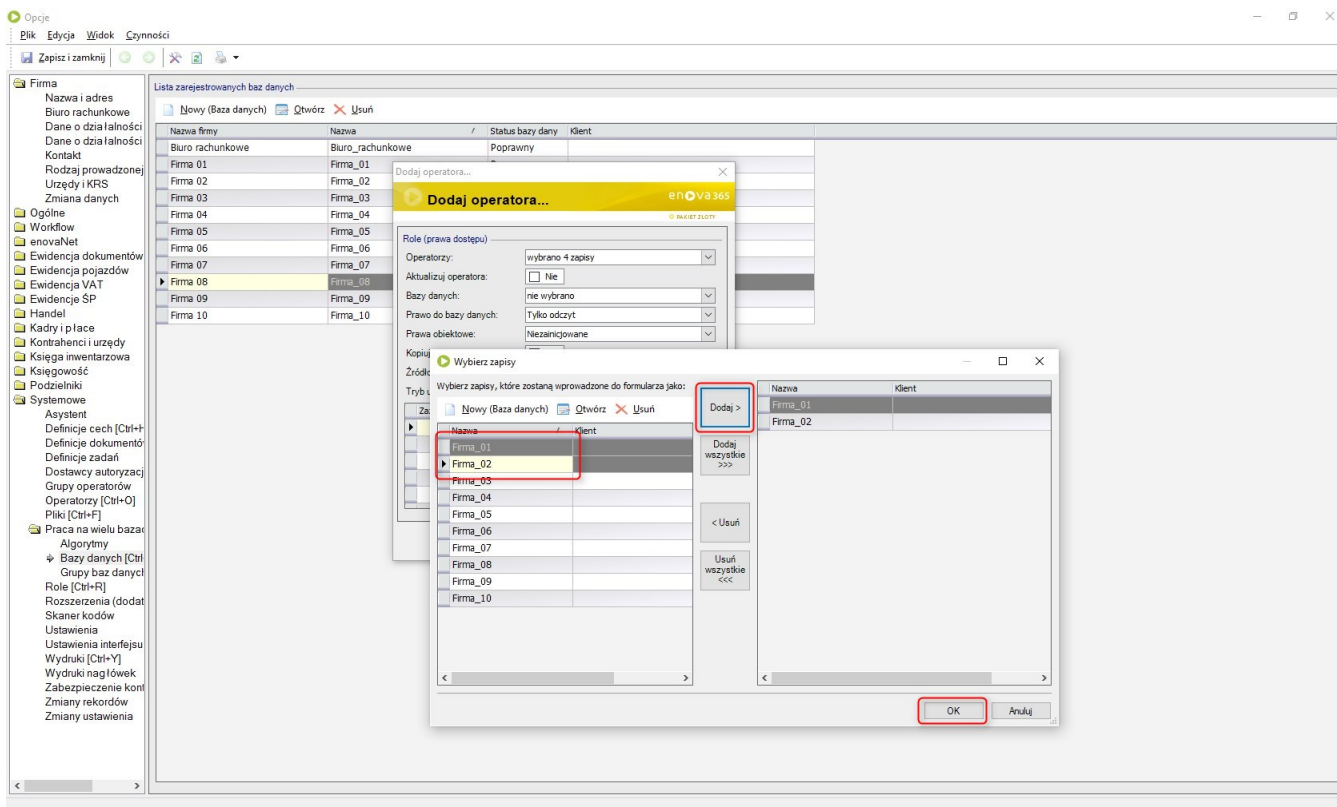 Opcje
Plik Edycja Widok Czynności
Zapisz i zamknij
Firma
Nazwa i adres
Biuro rachunkowe
Dane o działalności
Dane o działalności
Kontakt
Rodzaj prowadzonej
Urzędy i KRS
Zmiana danych
Ogólne
Workflow
enovaNet
Ewidencja dokumentów
Ewidencja pojazdów
Ewidencja VAT
Ewidencje ŚP
Handel
Kadry i płace
Kontrahenci i urzędy
Księga inwentarzowa
Księgowość
Podzielniki
Systemowe
Asystent
Definicje cech [Ctrl+H
Definicje dokumentó
Definicje zadań
Dostawcy autoryzacj
Grupy operatorów
Operatorzy [Ctrl+O]
Pliki [Ctrl+F]
Praca na wielu bazac
Algorytmy
Bazy danych [Ctrl
Grupy baz danych
Role [Ctrl+R]
Rozszerzenia (dodat
Skaner kodów
Ustawienia
Ustawienia interfejsu
Wydruki [Ctrl+Y]
Wydruki nagłówek
Zabezpieczenie kont
Zmiany rekordów
Zmiany ustawienia
Lista zarejestrowanych baz danych
Nowy (Baza danych) Otwórz Usuń
Nazwa firmy Nazwa / Status bazy dany Klient
Biuro rachunkowe Biuro_rachunkowe Poprawny
Firma 01 Firma_01
Firma 02 Firma_02
Firma 03 Firma_03
Firma 04 Firma_04
Firma 05 Firma_05
Firma 06 Firma_06
Firma 07 Firma_07
Firma 08 Firma_08
Firma 09 Firma_09
Firma 10 Firma_10
Dodaj operatora...
Dodaj operatora... enova365
PAKIET ZŁOTY
Role (prawa dostępu)
Operatorzy: wybrano 4 zapisy
Aktualizuj operatora: Nie
Bazy danych: nie wybrano
Prawo do bazy danych: Tylko odczyt
Prawa obiektowe: Niezainicjowane
Kopiuj
Źródło
Tryb u
Za
Wybierz zapisy
Wybierz zapisy, które zostaną wprowadzone do formularza jako:
Nowy (Baza danych) Otwórz Usuń
Nazwa / Klient
Firma_01
Firma_02
Firma_03
Firma_04
Firma_05
Firma_06
Firma_07
Firma_08
Firma_09
Firma_10
Dodaj >
Dodaj
wszystkie
>>>
< Usuń
Usuń
wszystkie
<<<
Nazwa Klient
Firma_01
Firma_02
OK Anuluj